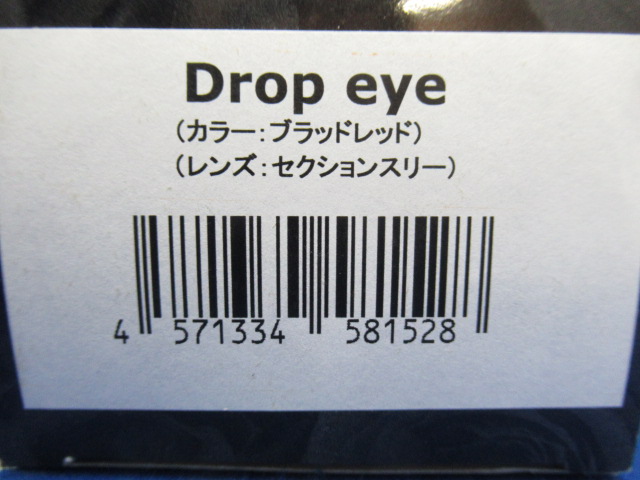 Drop eye
（カラー：ブラッドレッド）
（レンズ：セクションスリー）
4 571334 581528